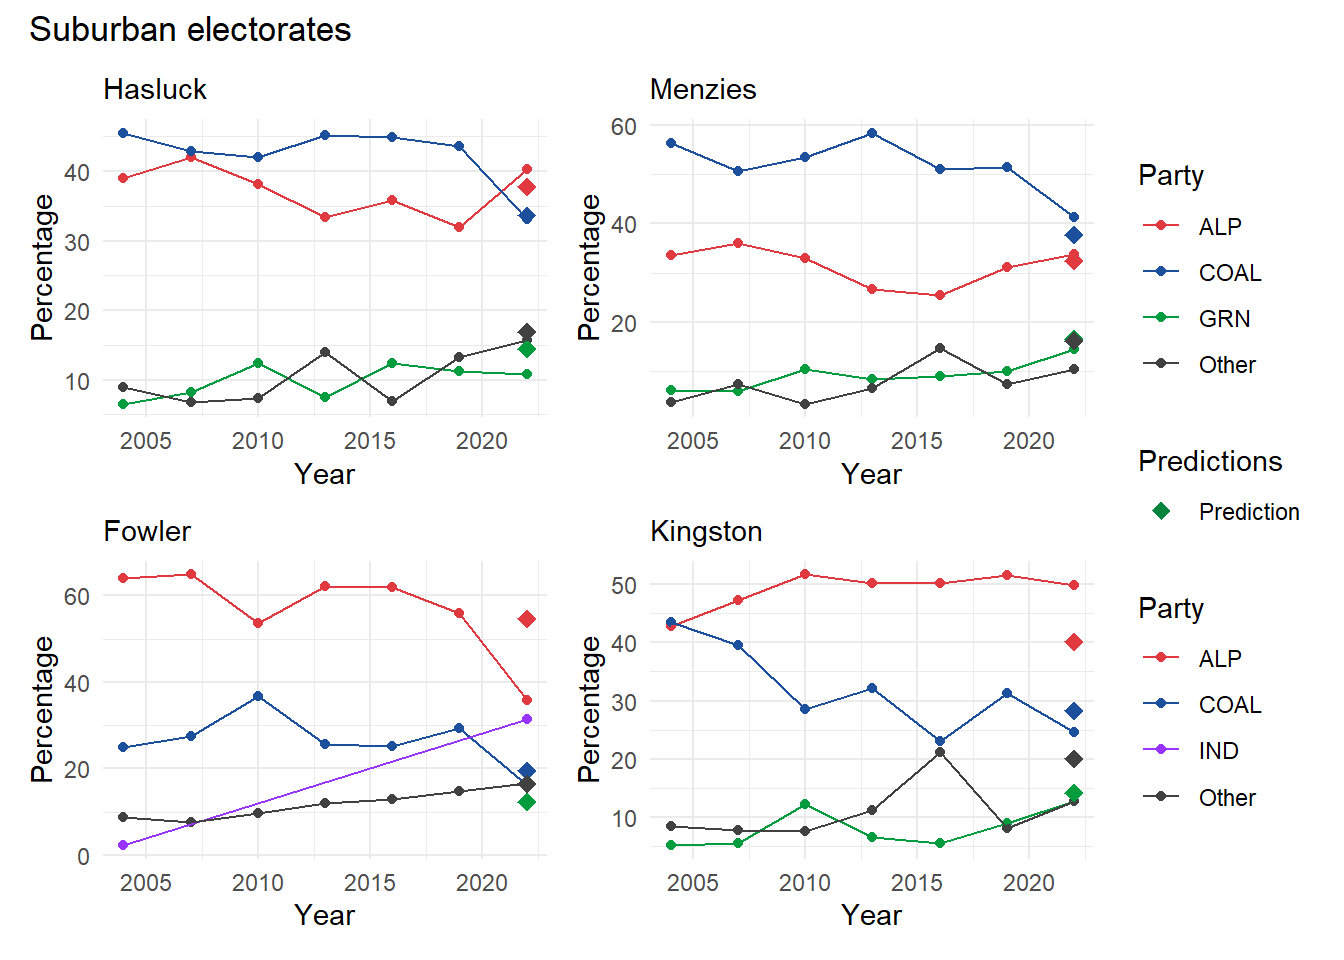 Suburban electorates
Hasluck
Percentage
40
30
20
10
2005 2010 2015 2020
Year
Menzies
Percentage
60
40
20
2005 2010 2015 2020
Year
Fowler
Percentage
60
40
20
0
2005 2010 2015 2020
Year
Kingston
Percentage
50
40
30
20
10
2005 2010 2015 2020
Year
Party
ALP
COAL
GRN
Other
Predictions
Prediction
Party
ALP
COAL
IND
Other